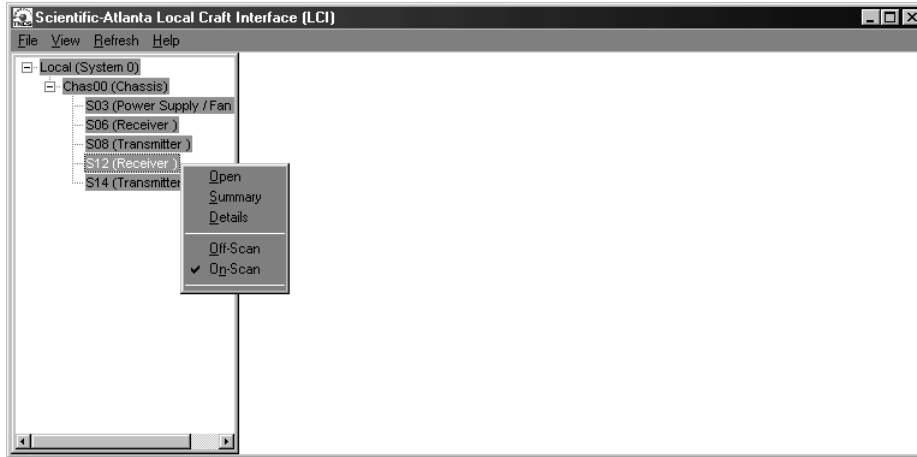 Scientific-Atlanta Local Craft Interface (LCI)
File View Refresh Help
Local (System 0)
Chas00 (Chassis)
S03 (Power Supply / Fan
S06 (Receiver )
S08 (Transmitter )
S12 (Receiver )
S14 (Transmitter
Open
Summary
Details
Off-Scan
On-Scan